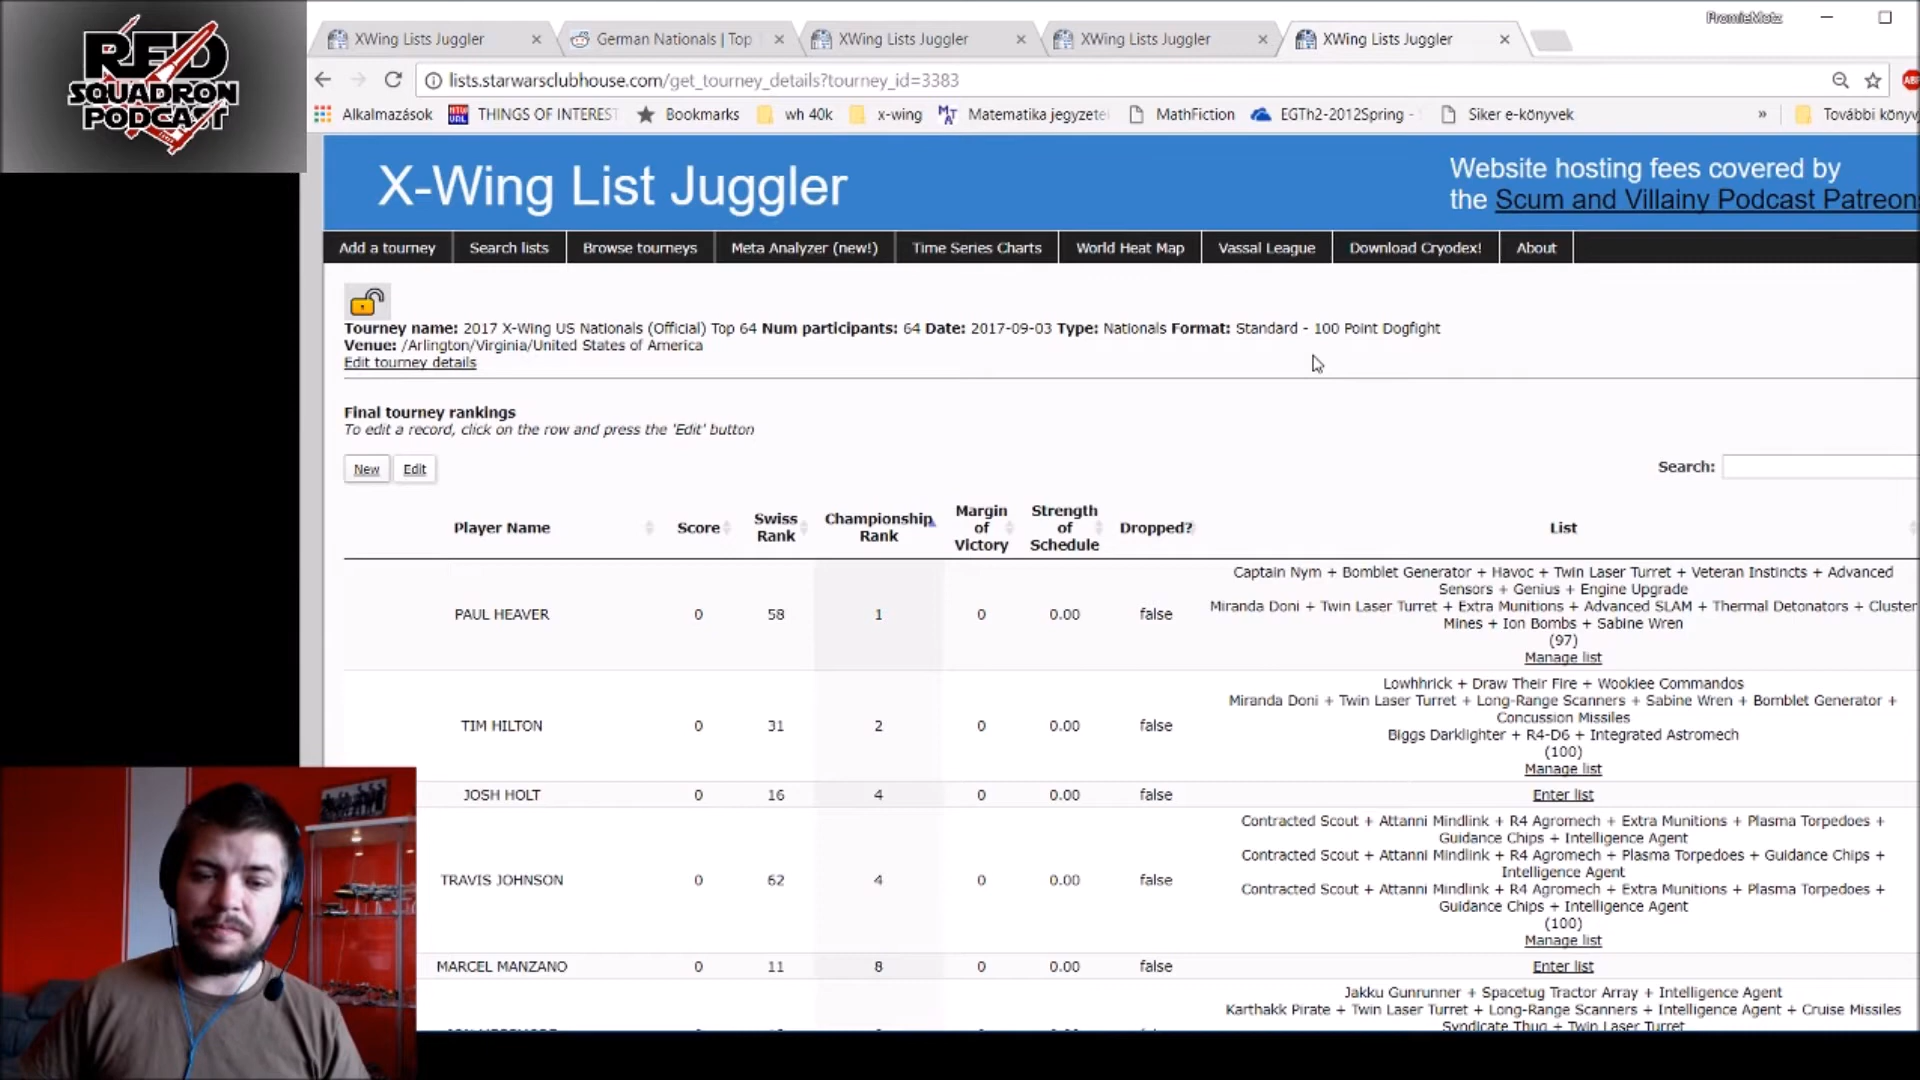 RED
SQUADRON
PODCAST
PromieMotz
XWing Lists Juggler
German Nationals | Top
XWing Lists Juggler
XWing Lists Juggler
XWing Lists Juggler
lists.starwarsclubhouse.com/get_tourney_details?tourney_id=3383
Alkalmazások
THINGS OF INTEREST
Bookmarks
wh 40k
x-wing
Matematika jegyzetei
MathFiction
EGTh2-2012Spring -
Siker e-könyvek
»
További könyv
X-Wing List Juggler
Website hosting fees covered by
the Scum and Villainy Podcast Patreons
Add a tourney
Search lists
Browse tourneys
Meta Analyzer (new!)
Time Series Charts
World Heat Map
Vassal League
Download Cryodex!
About
Tourney name: 2017 X-Wing US Nationals (Official) Top 64 Num participants: 64 Date: 2017-09-03 Type: Nationals Format: Standard - 100 Point Dogfight
Venue: /Arlington/Virginia/United States of America
Edit tourney details
Final tourney rankings
To edit a record, click on the row and press the 'Edit' button
New Edit
Search:
Player Name Score Swiss Rank Championship Rank Margin of Victory Strength of Schedule Dropped? List
PAUL HEAVER 0 58 1 0 0.00 false
Captain Nym + Bomblet Generator + Havoc + Twin Laser Turret + Veteran Instincts + Advanced
Sensors + Genius + Engine Upgrade
Miranda Doni + Twin Laser Turret + Extra Munitions + Advanced SLAM + Thermal Detonators + Cluster
Mines + Ion Bombs + Sabine Wren
(97)
Manage list
TIM HILTON 0 31 2 0 0.00 false
Lowhhrick + Draw Their Fire + Wookiee Commandos
Miranda Doni + Twin Laser Turret + Long-Range Scanners + Sabine Wren + Bomblet Generator +
Concussion Missiles
Biggs Darklighter + R4-D6 + Integrated Astromech
(100)
Manage list
JOSH HOLT 0 16 4 0 0.00 false Enter list
TRAVIS JOHNSON 0 62 4 0 0.00 false
Contracted Scout + Attanni Mindlink + R4 Agromech + Extra Munitions + Plasma Torpedoes +
Guidance Chips + Intelligence Agent
Contracted Scout + Attanni Mindlink + R4 Agromech + Plasma Torpedoes + Guidance Chips +
Intelligence Agent
Contracted Scout + Attanni Mindlink + R4 Agromech + Extra Munitions + Plasma Torpedoes +
Guidance Chips + Intelligence Agent
(100)
Manage list
MARCEL MANZANO 0 11 8 0 0.00 false Enter list
Jakku Gunrunner + Spacetug Tractor Array + Intelligence Agent
Karthakk Pirate + Twin Laser Turret + Long-Range Scanners + Intelligence Agent + Cruise Missiles
Syndicate Thug + Twin Laser Turret